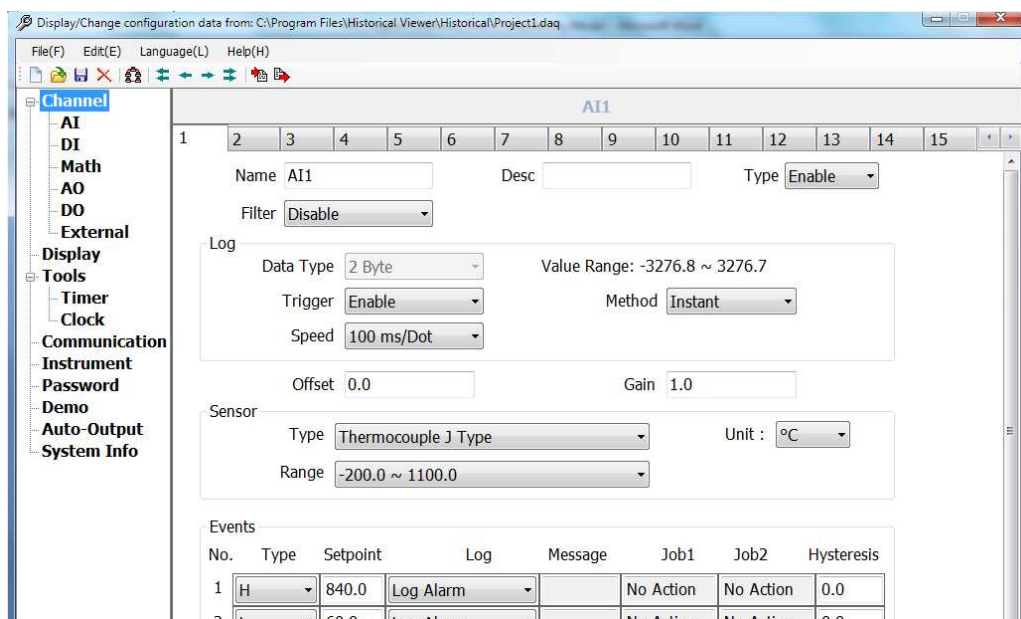 Display/Change configuration data from: C:\Program Files\Historical Viewer\Historical\Project1.daq
File(F) Edit(E) Language(L) Help(H)
Channel
AI
DI
Math
AO
DO
External
Display
Tools
Timer
Clock
Communication
Instrument
Password
Demo
Auto-Output
System Info
AI1
1 2 3 4 5 6 7 8 9 10 11 12 13 14 15
Name AI1 Desc Type Enable
Filter Disable
Log
Data Type 2 Byte Value Range: -3276.8 ~ 3276.7
Trigger Enable Method Instant
Speed 100 ms/Dot
Offset 0.0 Gain 1.0
Sensor
Type Thermocouple J Type Unit : °C
Range -200.0 ~ 1100.0
Events
No. Type Setpoint Log Message Job1 Job2 Hysteresis
1 H 840.0 Log Alarm No Action No Action 0.0